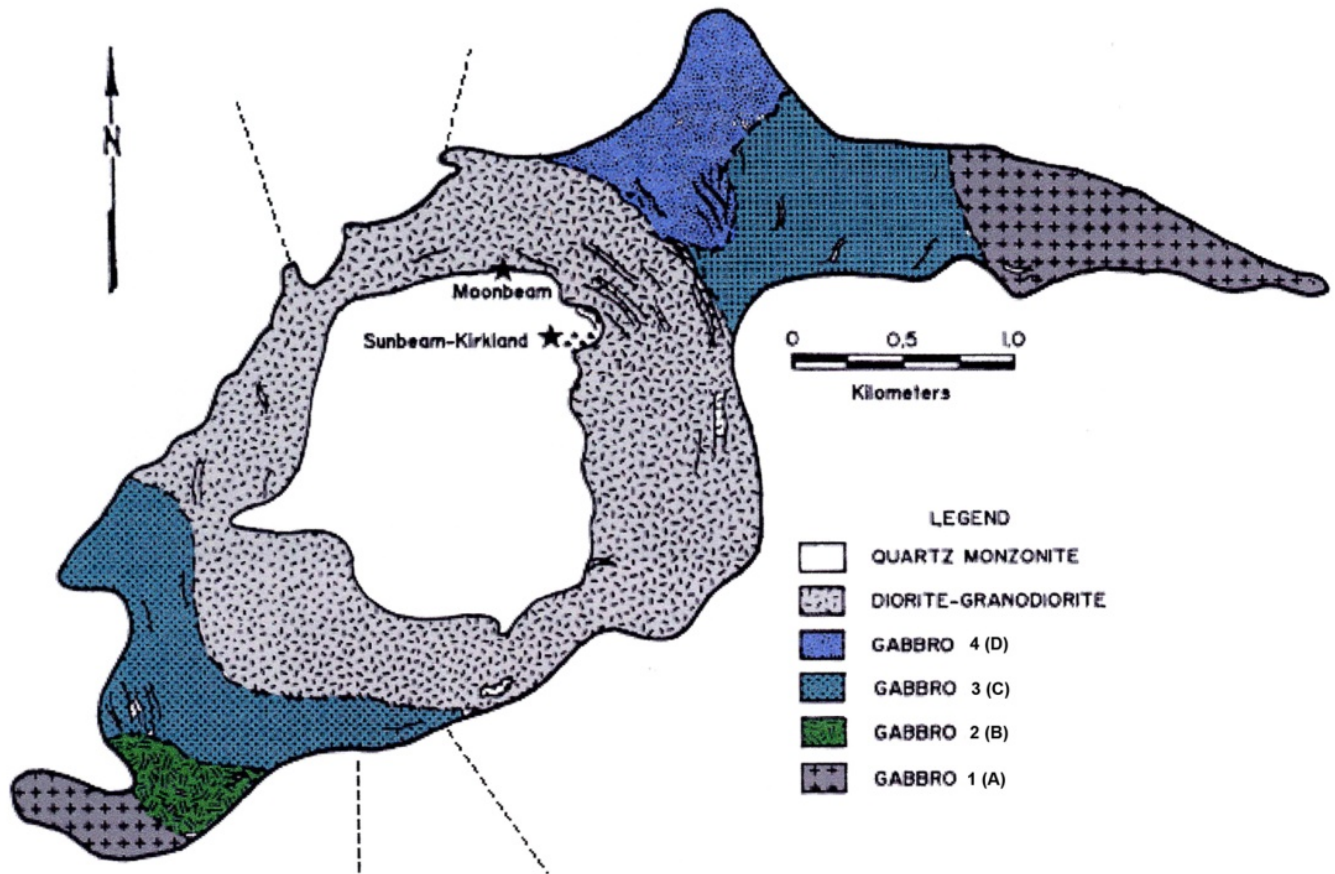 N
Moonbeam
Sunbeam-Kirkland
0 0,5 1,0
Kilometers
LEGEND
QUARTZ MONZONITE
DIORITE-GRANODIORITE
GABBRO 4 (D)
GABBRO 3 (C)
GABBRO 2 (B)
GABBRO 1 (A)